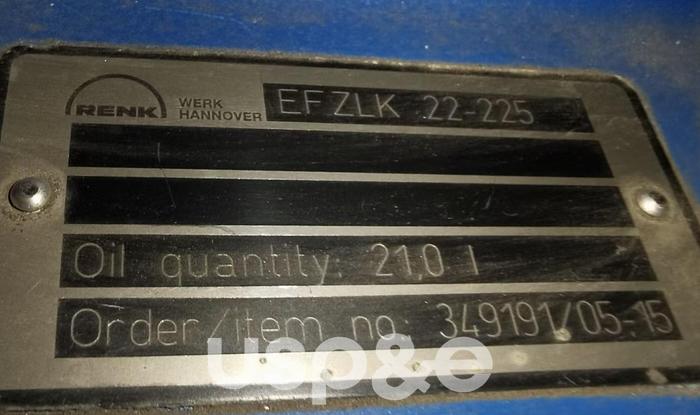 RENK WERK HANNOVER EFZLK 22-225
Oil quantity: 21,0 l
Order/item no: 349191/05-15
usp&e